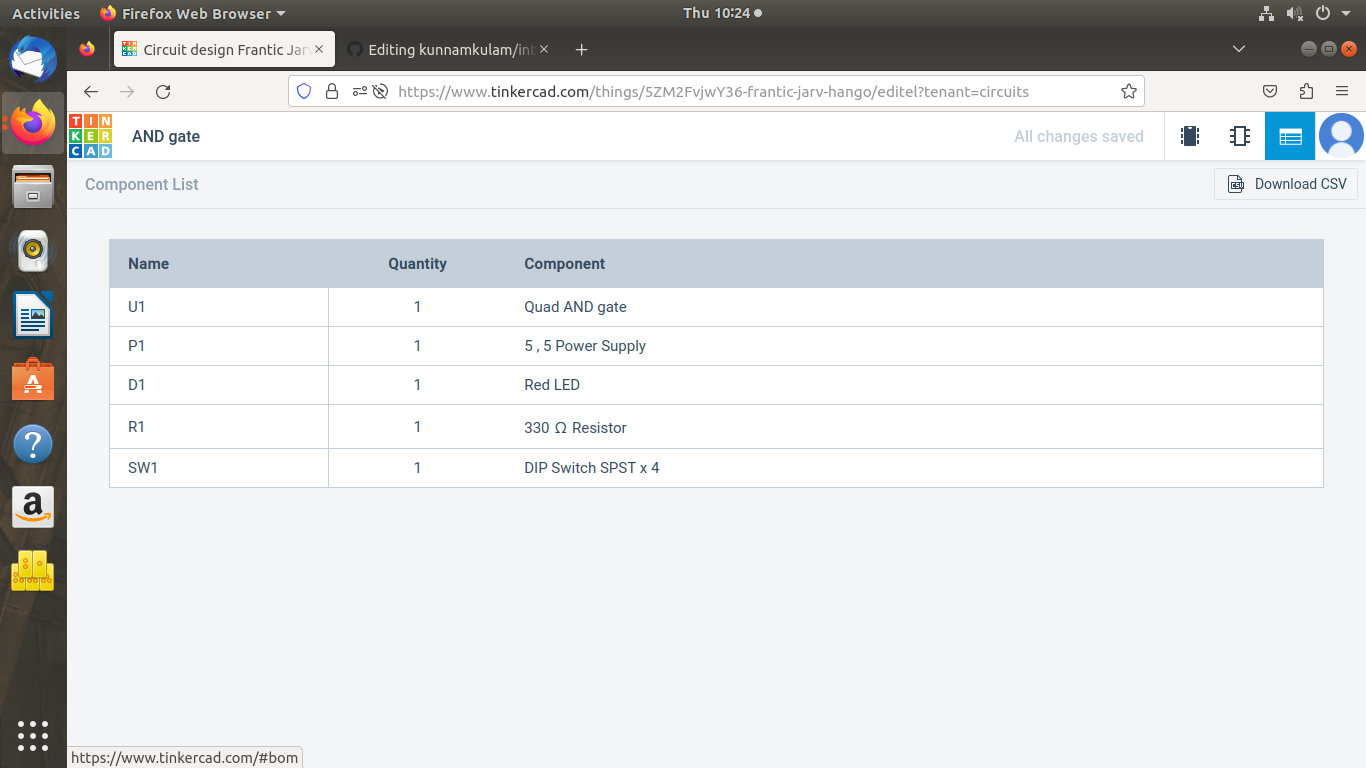 Activities Firefox Web Browser Thu 10:24
Circuit design Frantic Jarv Editing kunnamkulam/int
https://www.tinkercad.com/things/5ZM2FvjwY36-frantic-jarv-hango/editel?tenant=circuits
TIN
KER
CAD
AND gate All changes saved
Component List Download CSV
Name Quantity Component
U1 1 Quad AND gate
P1 1 5 , 5 Power Supply
D1 1 Red LED
R1 1 330 Ω Resistor
SW1 1 DIP Switch SPST x 4
https://www.tinkercad.com/#bom